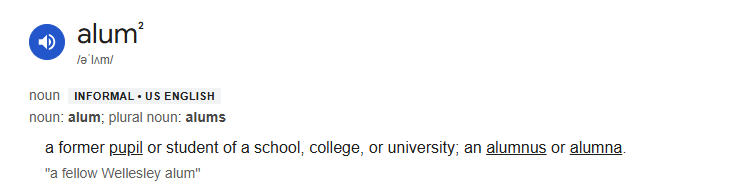 alum²
/əˈlʌm/
noun INFORMAL • US ENGLISH
noun: alum; plural noun: alums
a former pupil or student of a school, college, or university; an alumnus or alumna.
"a fellow Wellesley alum"